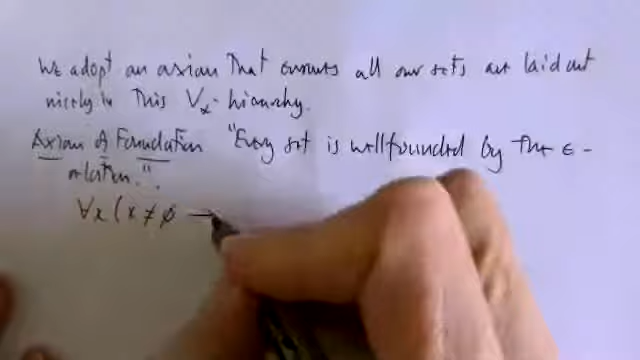 We adopt an axiom that ensures all our sets are laid out
nicely in this Vα-hierarchy.
Axiom of Foundation "Every set is wellfounded by the ∈-
relation".
∀x (x ≠ ∅ →